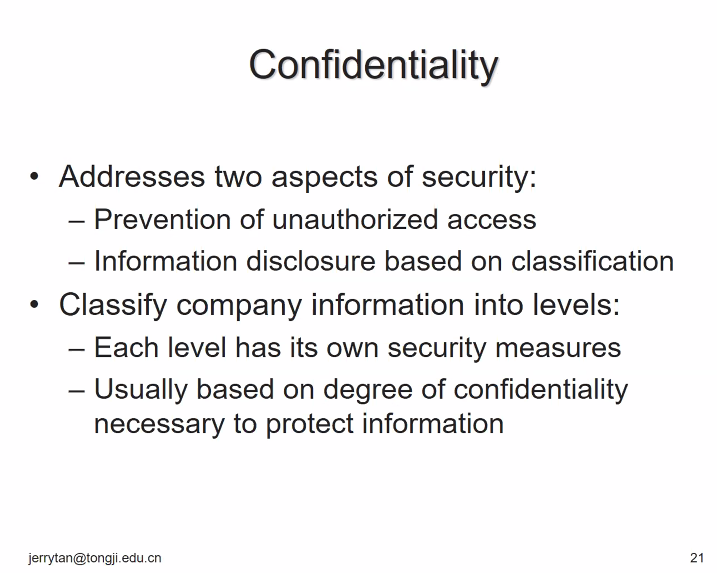 Confidentiality
• Addresses two aspects of security:
– Prevention of unauthorized access
– Information disclosure based on classification
• Classify company information into levels:
– Each level has its own security measures
– Usually based on degree of confidentiality
necessary to protect information
jerrytan@tongji.edu.cn
21